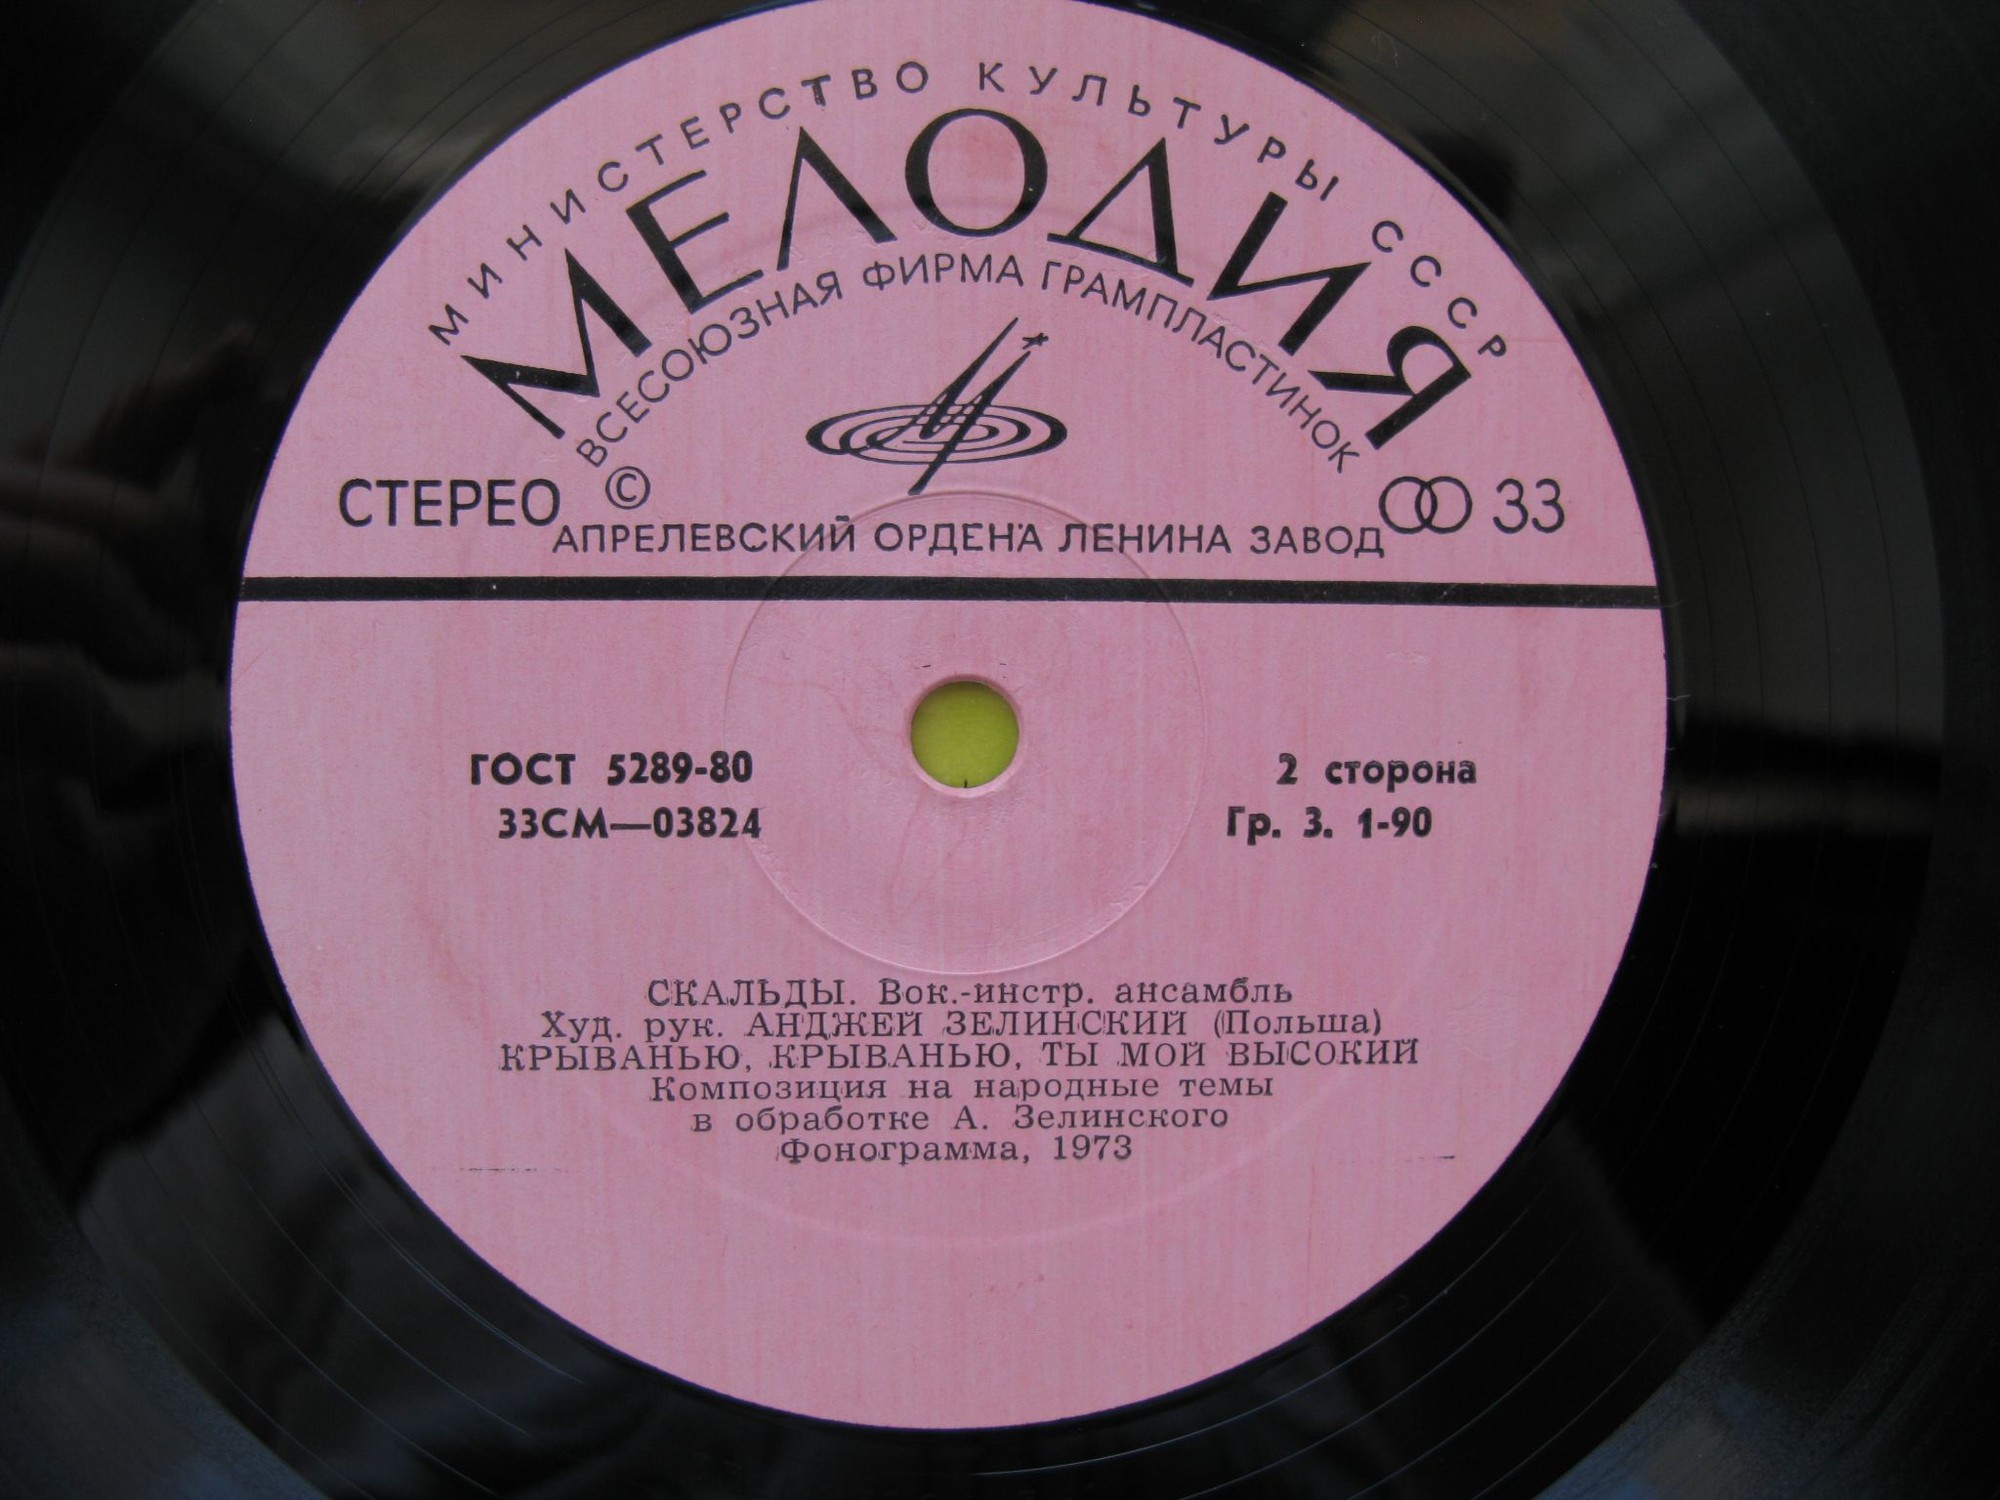 МИНИСТЕРСТВО КУЛЬТУРЫ СССР
МЕЛОДИЯ
ВСЕСОЮЗНАЯ ФИРМА ГРАМПЛАСТИНОК
СТЕРЕО © 33
АПРЕЛЕВСКИЙ ОРДЕНА ЛЕНИНА ЗАВОД
ГОСТ 5289-80 2 сторона
33СМ—03824 Гр. 3. 1-90
СКАЛЬДЫ. Вок.-инстр. ансамбль
Худ. рук. АНДЖЕЙ ЗЕЛИНСКИЙ (Польша)
КРЫВАНЬЮ, КРЫВАНЬЮ, ТЫ МОЙ ВЫСОКИЙ
Композиция на народные темы
в обработке А. Зелинского
Фонограмма, 1973